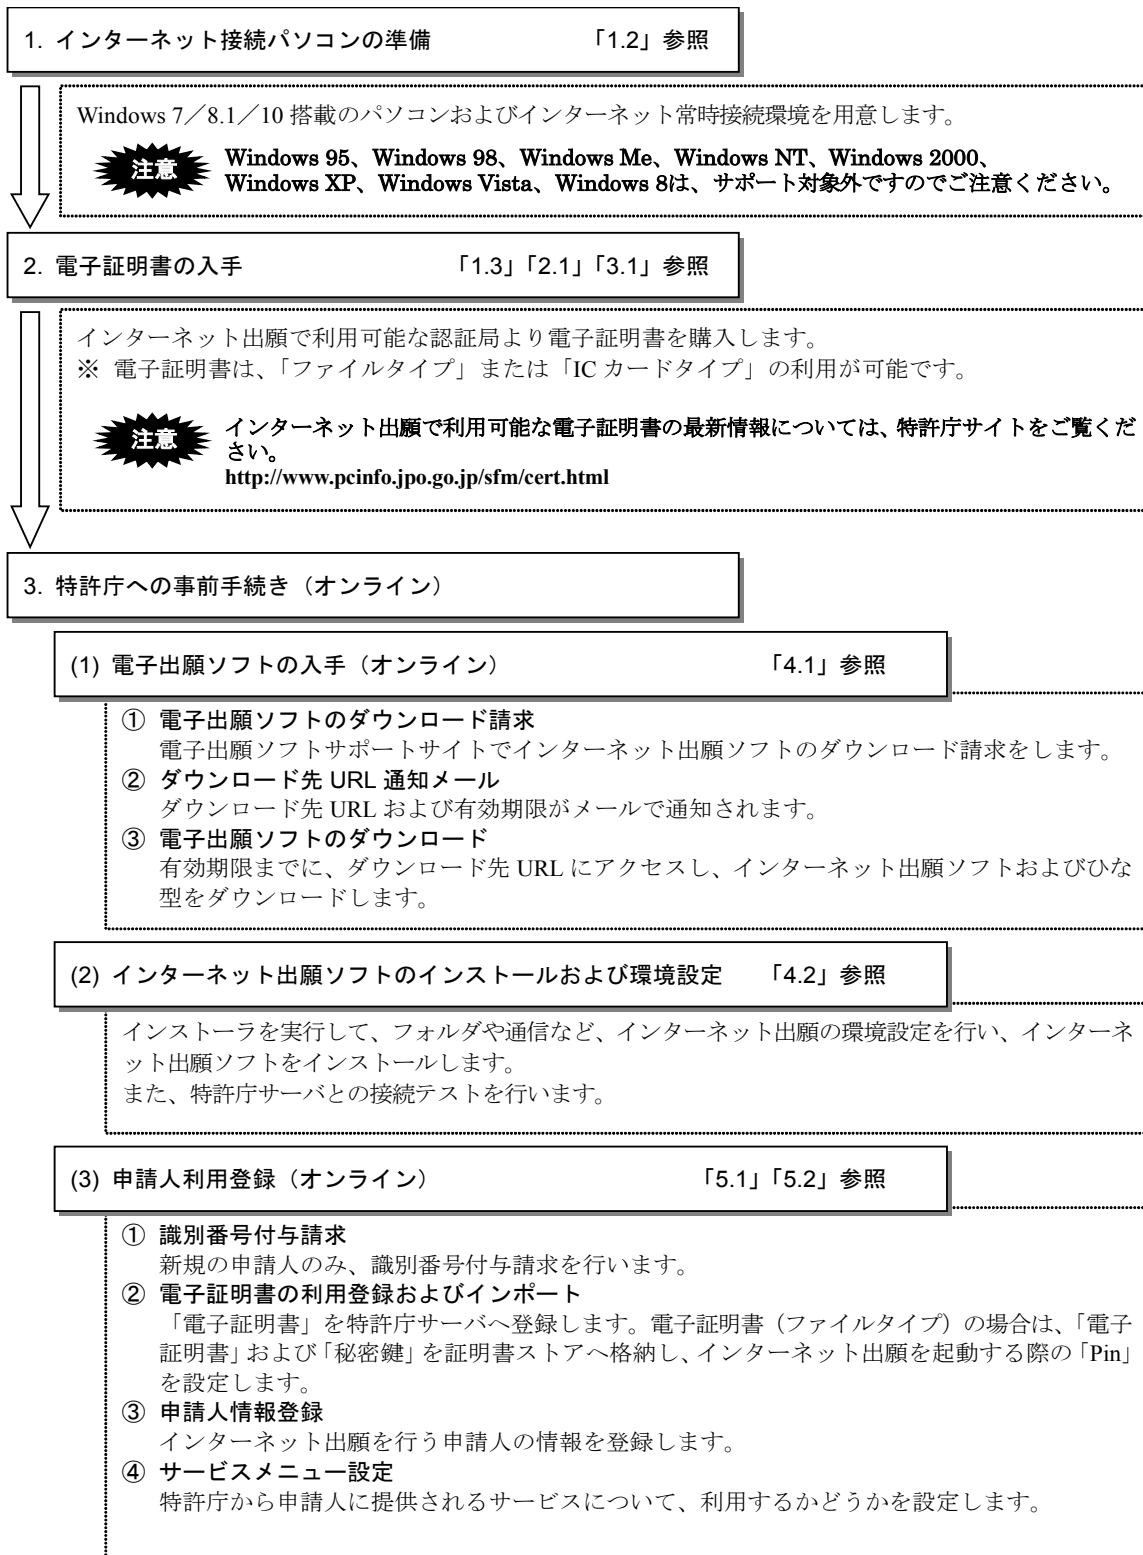 1. インターネット接続パソコンの準備 「1.2」参照
Windows 7／8.1／10 搭載のパソコンおよびインターネット常時接続環境を用意します。
注意
Windows 95、Windows 98、Windows Me、Windows NT、Windows 2000、
Windows XP、Windows Vista、Windows 8は、サポート対象外ですのでご注意ください。
2. 電子証明書の入手 「1.3」「2.1」「3.1」参照
インターネット出願で利用可能な認証局より電子証明書を購入します。
※ 電子証明書は、「ファイルタイプ」または「IC カードタイプ」の利用が可能です。
注意
インターネット出願で利用可能な電子証明書の最新情報については、特許庁サイトをご覧くだ
さい。
http://www.pcinfo.jpo.go.jp/sfm/cert.html
3. 特許庁への事前手続き（オンライン）
(1) 電子出願ソフトの入手（オンライン） 「4.1」参照
① 電子出願ソフトのダウンロード請求
電子出願ソフトサポートサイトでインターネット出願ソフトのダウンロード請求をします。
② ダウンロード先 URL 通知メール
ダウンロード先 URL および有効期限がメールで通知されます。
③ 電子出願ソフトのダウンロード
有効期限までに、ダウンロード先 URL にアクセスし、インターネット出願ソフトおよびひな
型をダウンロードします。
(2) インターネット出願ソフトのインストールおよび環境設定 「4.2」参照
インストーラを実行して、フォルダや通信など、インターネット出願の環境設定を行い、インターネ
ット出願ソフトをインストールします。
また、特許庁サーバとの接続テストを行います。
(3) 申請人利用登録（オンライン） 「5.1」「5.2」参照
① 識別番号付与請求
新規の申請人のみ、識別番号付与請求を行います。
② 電子証明書の利用登録およびインポート
「電子証明書」を特許庁サーバへ登録します。電子証明書（ファイルタイプ）の場合は、「電子
証明書」および「秘密鍵」を証明書ストアへ格納し、インターネット出願を起動する際の「Pin」
を設定します。
③ 申請人情報登録
インターネット出願を行う申請人の情報を登録します。
④ サービスメニュー設定
特許庁から申請人に提供されるサービスについて、利用するかどうかを設定します。